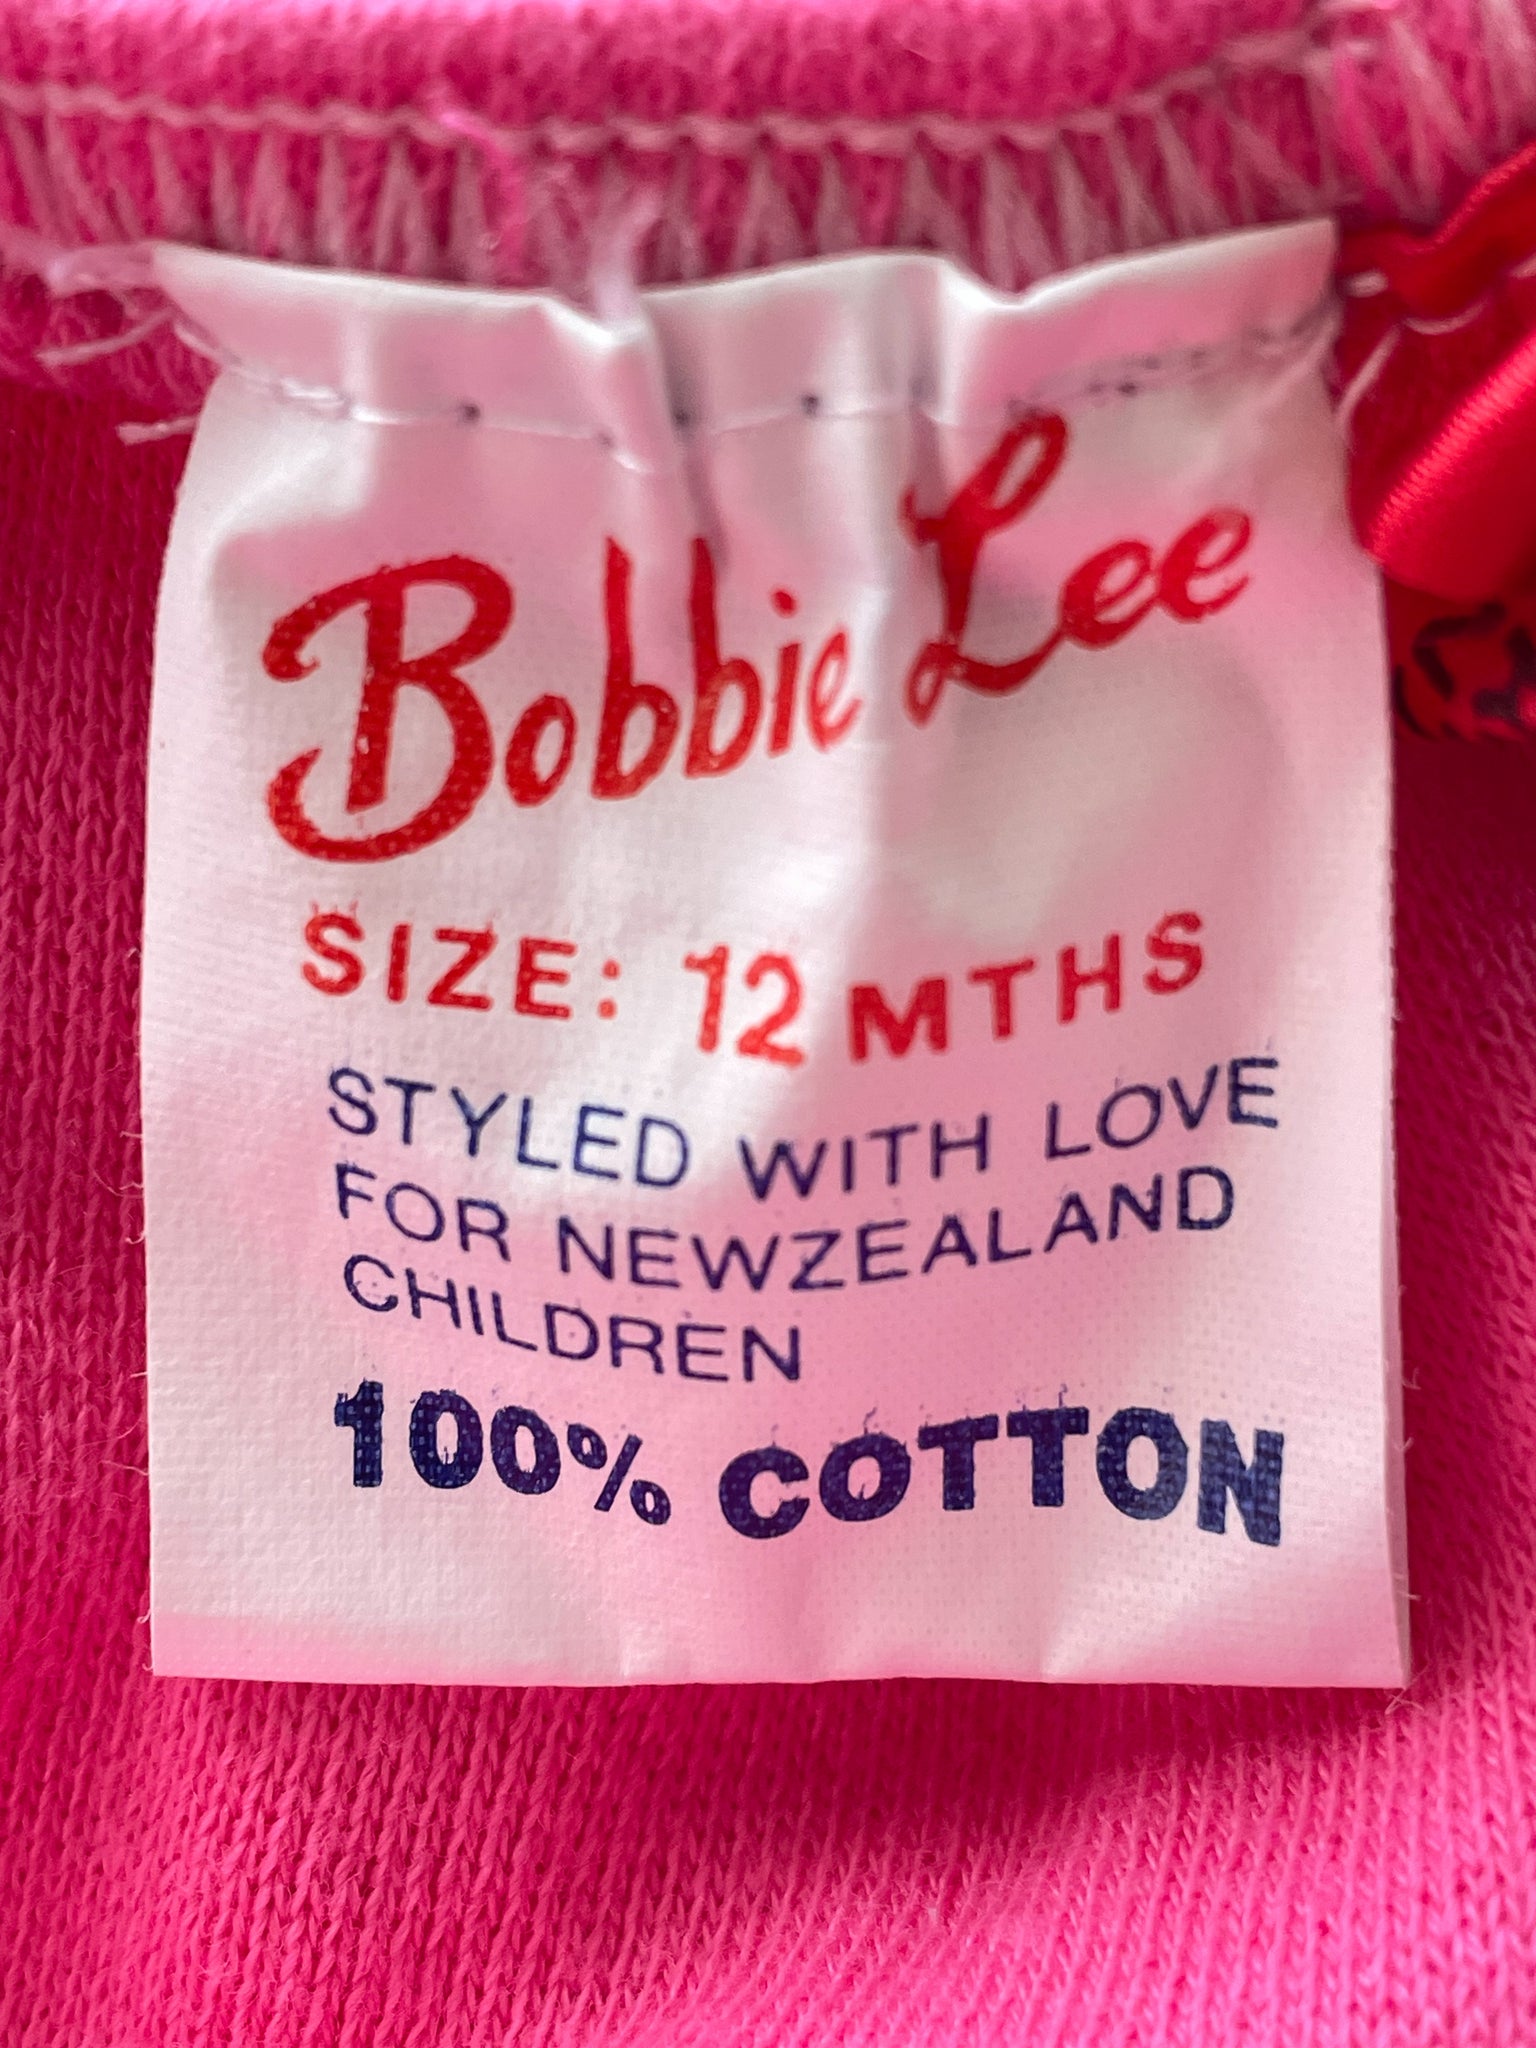 Bobbie Lee
SIZE: 12 MTHS
STYLED WITH LOVE
FOR NEWZEALAND
CHILDREN
100% COTTON